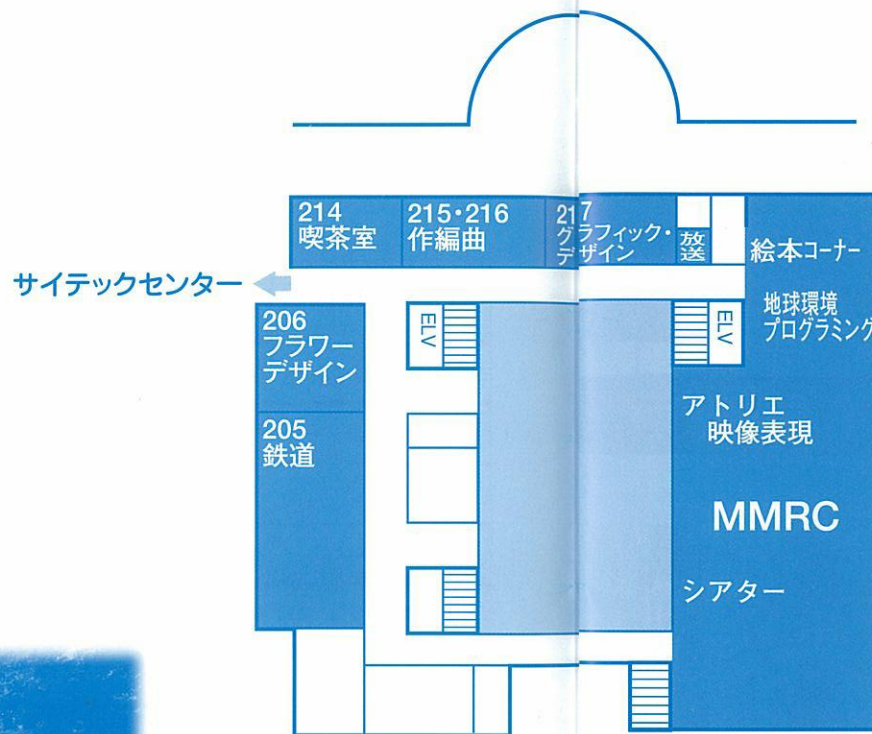 214
喫茶室
215・216
作編曲
217
グラフィック・
デザイン
放送
絵本コーナー
サイテックセンター
206
フラワー
デザイン
ELV
ELV
地球環境
プログラミング
205
鉄道
アトリエ
映像表現
MMRC
シアター